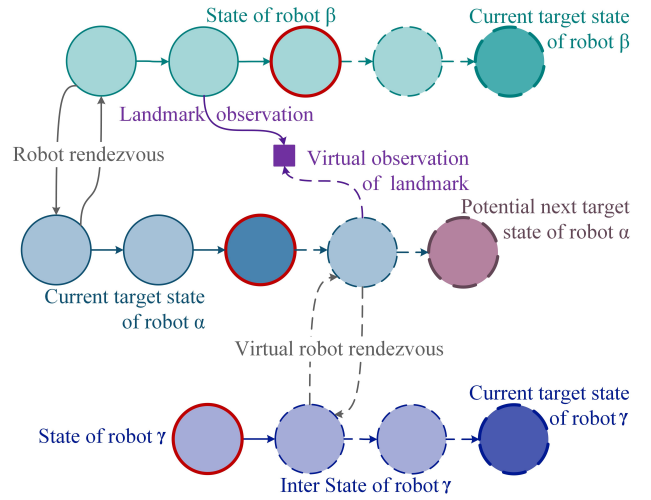 State of robot β
Current target state
of robot β
Landmark observation
Robot rendezvous
Virtual observation
of landmark
Potential next target
state of robot α
Current target state
of robot α
Virtual robot rendezvous
Current target state
of robot γ
State of robot γ
Inter State of robot γ